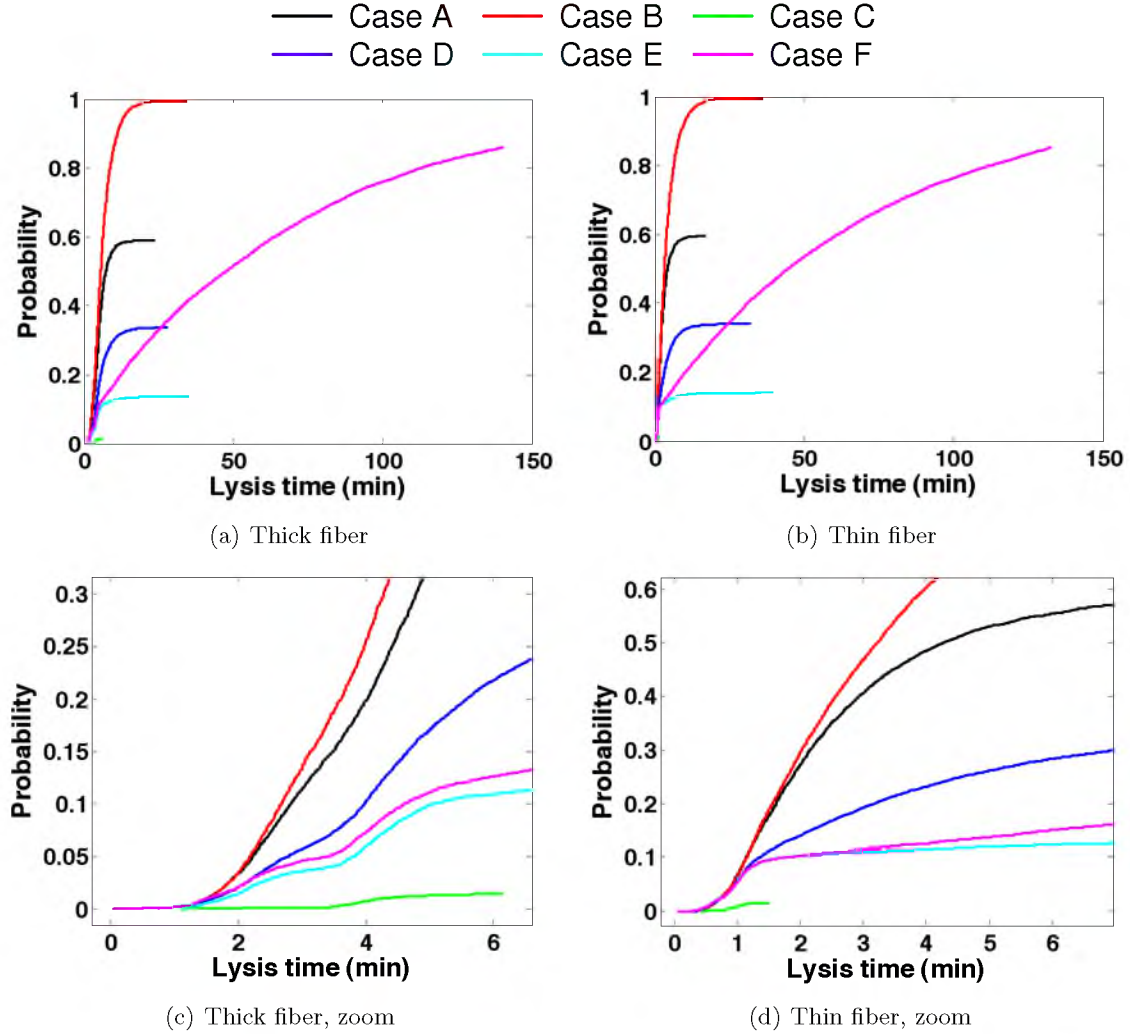 Case A Case B Case C
Case D Case E Case F
1
0.8
0.6
0.4
0.2
0
0 50 100 150
Probability
Lysis time (min)
(a) Thick fiber
1
0.8
0.6
0.4
0.2
0
0 50 100 150
Probability
Lysis time (min)
(b) Thin fiber
0.3
0.25
0.2
0.15
0.1
0.05
0
0 2 4 6
Probability
Lysis time (min)
(c) Thick fiber, zoom
0.6
0.5
0.4
0.3
0.2
0.1
0
0 1 2 3 4 5 6
Probability
Lysis time (min)
(d) Thin fiber, zoom